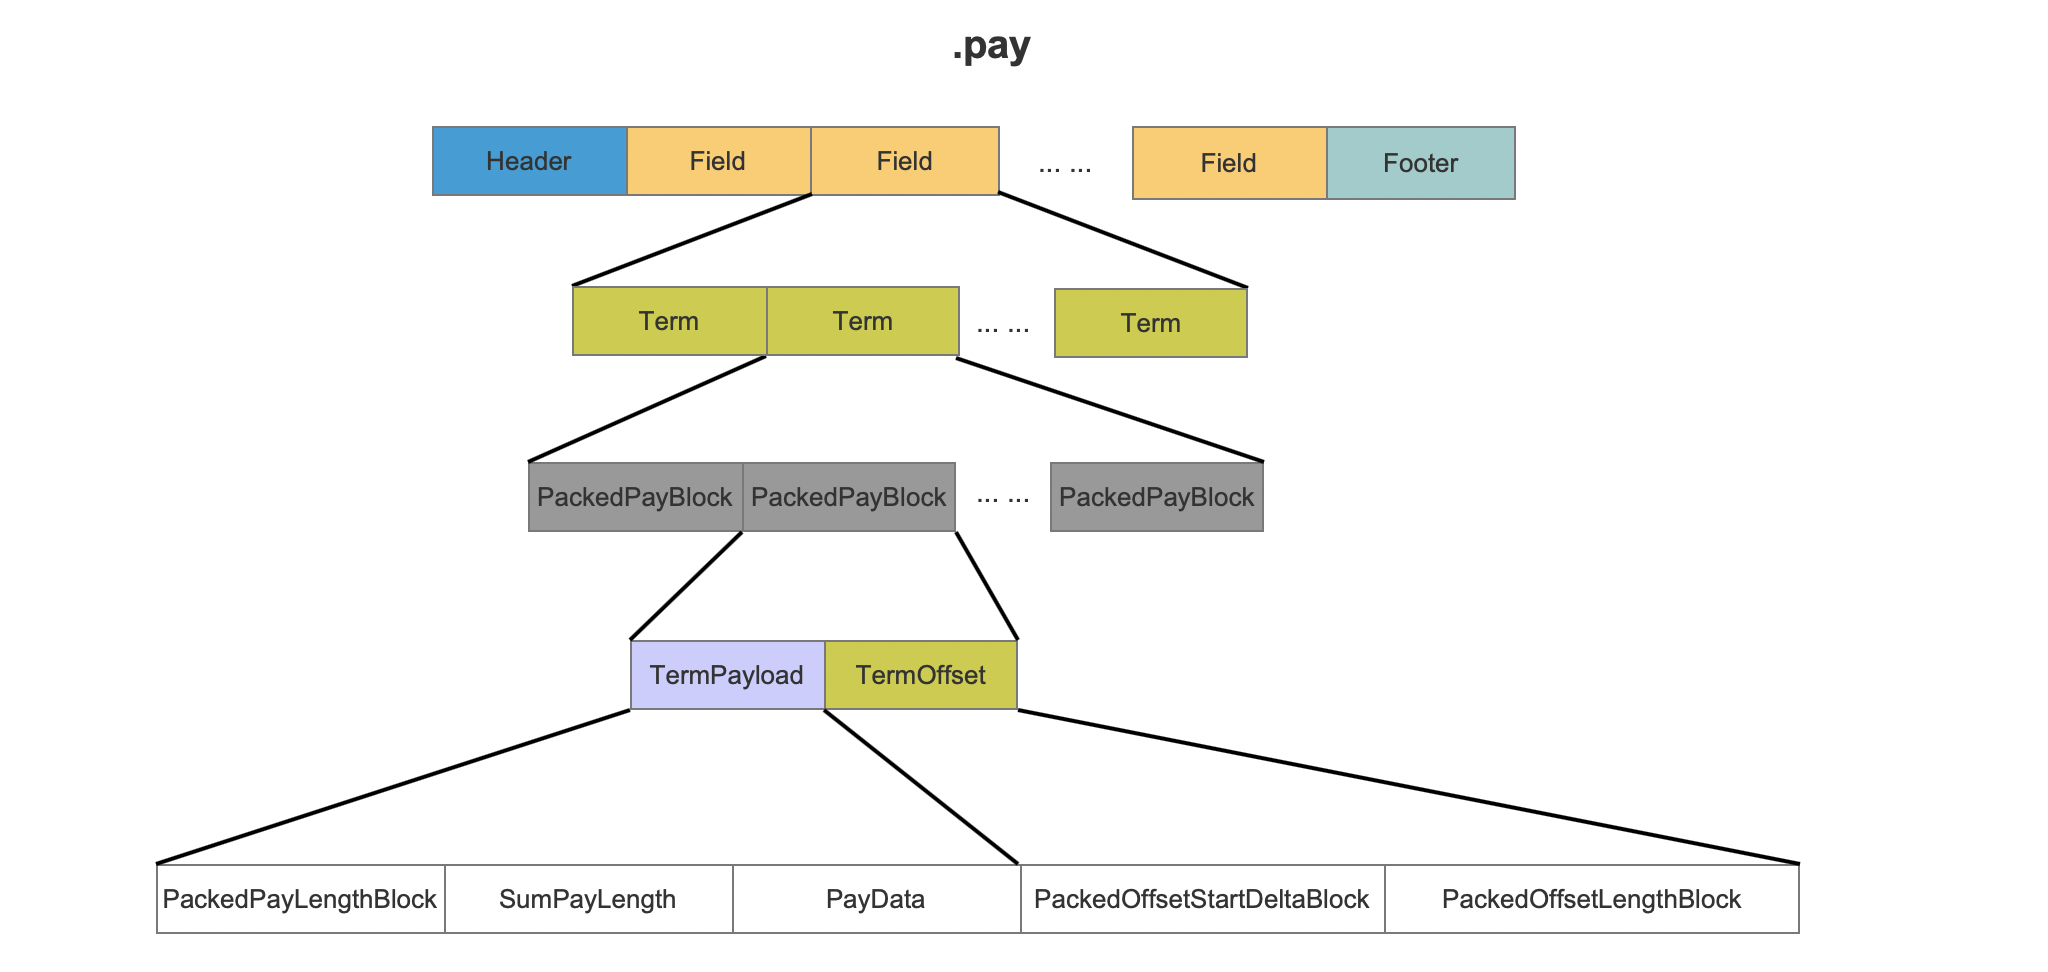 .pay
Header Field Field ... ... Field Footer
Term Term ... ... Term
PackedPayBlock PackedPayBlock ... ... PackedPayBlock
TermPayload TermOffset
PackedPayLengthBlock SumPayLength PayData PackedOffsetStartDeltaBlock PackedOffsetLengthBlock